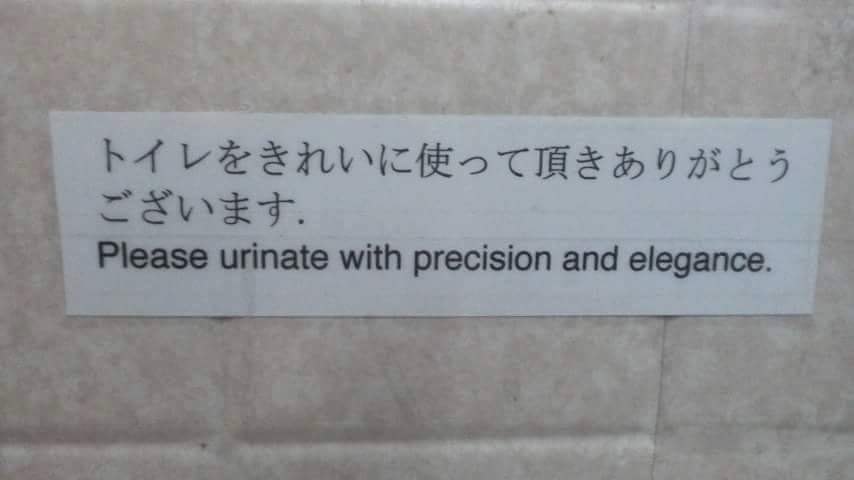 トイレをきれいに使って頂きありがとう
ございます.
Please urinate with precision and elegance.